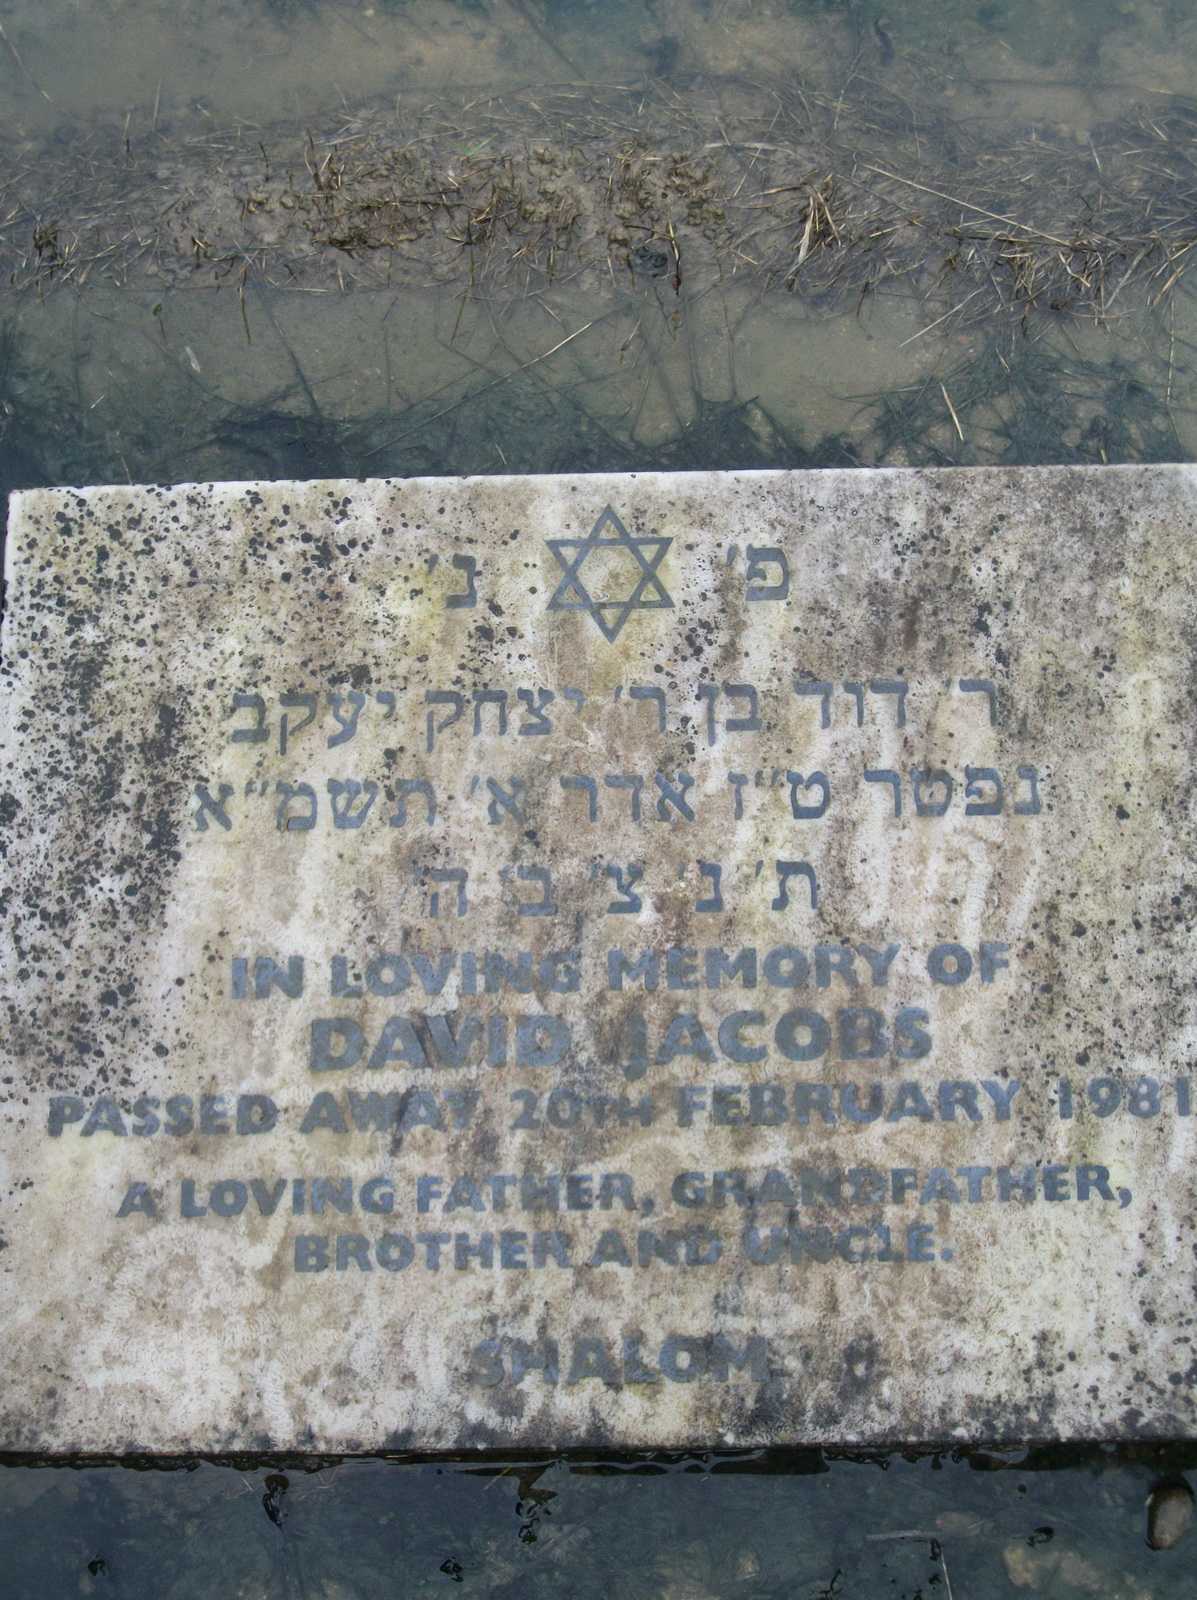 פ׳ נ׳
ר׳ דוד בן ר׳ יצחק יעקב
נפטר ט״ז אדר א׳ תשמ״א
ת׳ נ׳ צ׳ ב׳ ה׳
IN LOVING MEMORY OF
DAVID JACOBS
PASSED AWAY 20TH FEBRUARY 1981
A LOVING FATHER, GRANDFATHER,
BROTHER AND UNCLE.
SHALOM